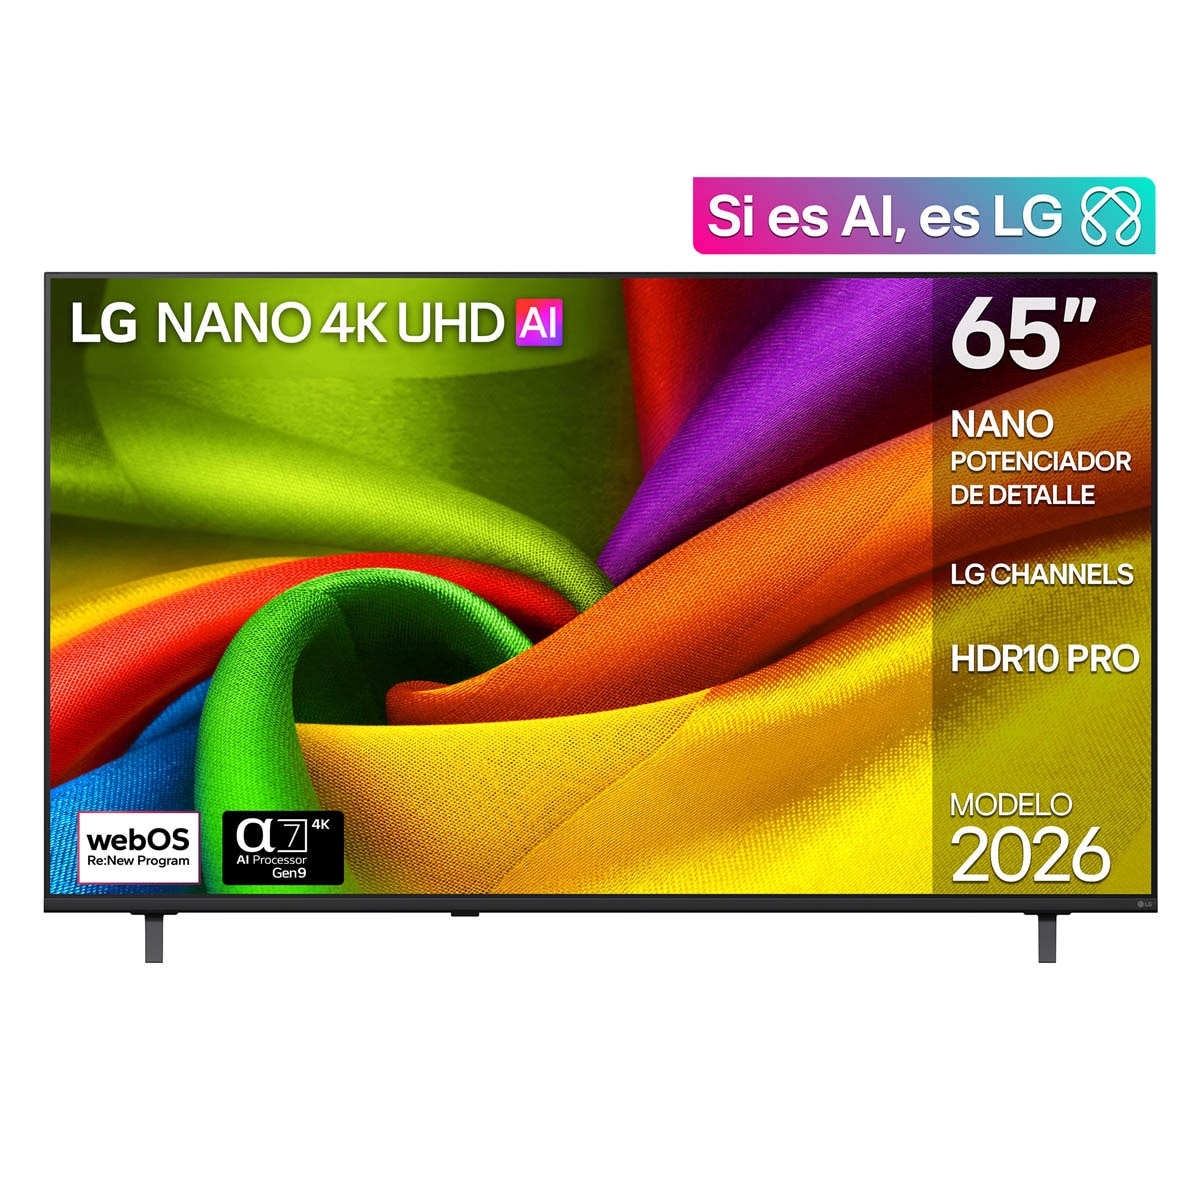 Si es AI, es LG
LG NANO 4K UHD AI
65"
NANO
POTENCIADOR
DE DETALLE
LG CHANNELS
HDR10 PRO
MODELO
2026
webOS
Re:New Program
α7 4K
AI Processor
Gen9
LG